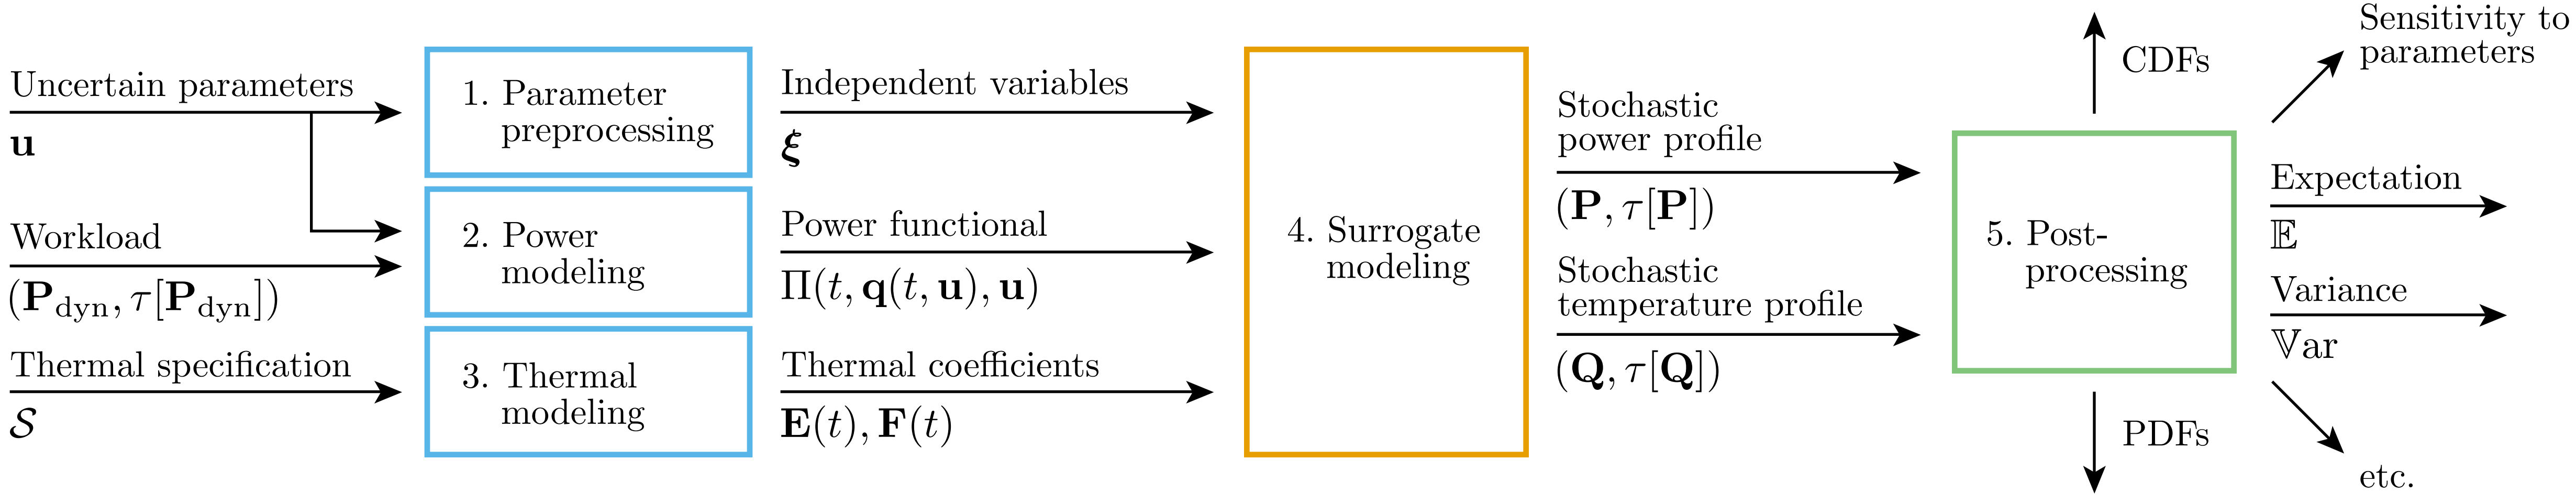 Uncertain parameters
𝐮
Workload
(𝐏_dyn, τ[𝐏_dyn])
Thermal specification
𝒮
1. Parameter
preprocessing
2. Power
modeling
3. Thermal
modeling
Independent variables
𝝃
Power functional
Π(t, 𝐪(t, 𝐮), 𝐮)
Thermal coefficients
𝐄(t), 𝐅(t)
4. Surrogate
modeling
Stochastic
power profile
(𝐏, τ[𝐏])
Stochastic
temperature profile
(𝐐, τ[𝐐])
5. Post-
processing
CDFs
Sensitivity to
parameters
Expectation
𝔼
Variance
𝕍ar
PDFs
etc.